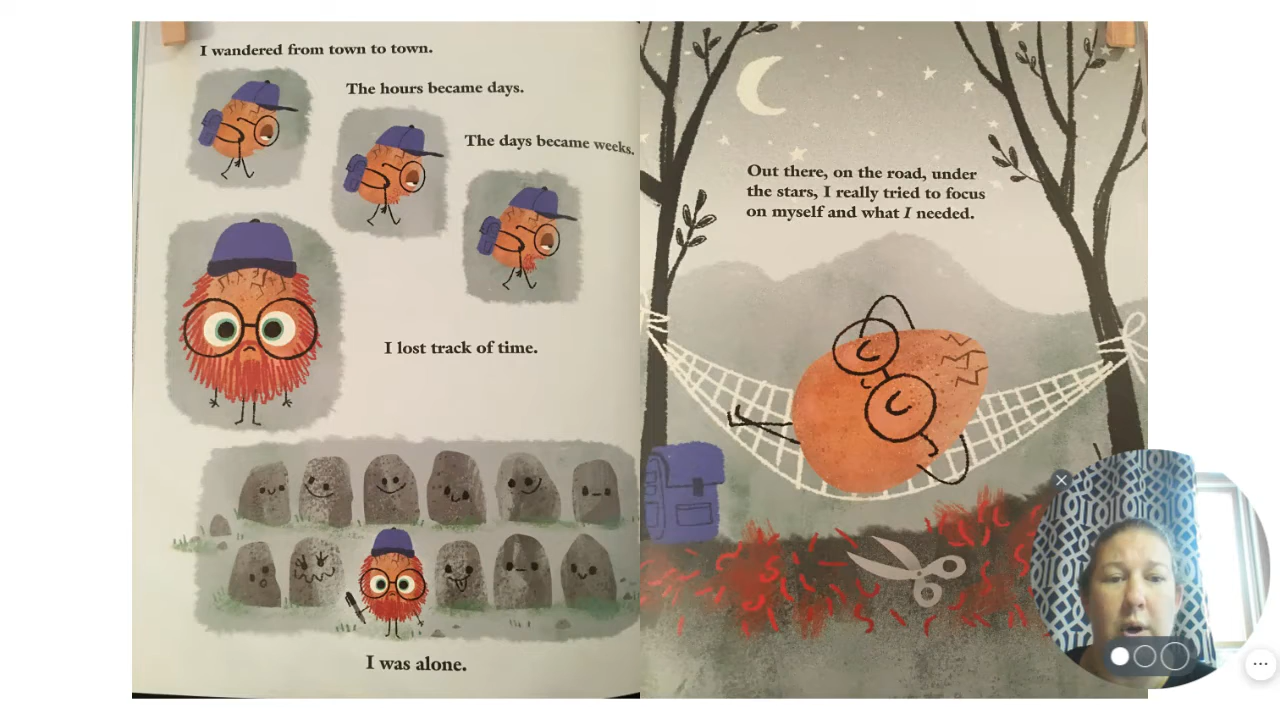 I wandered from town to town.
The hours became days.
The days became weeks.
I lost track of time.
I was alone.
Out there, on the road, under
the stars, I really tried to focus
on myself and what I needed.